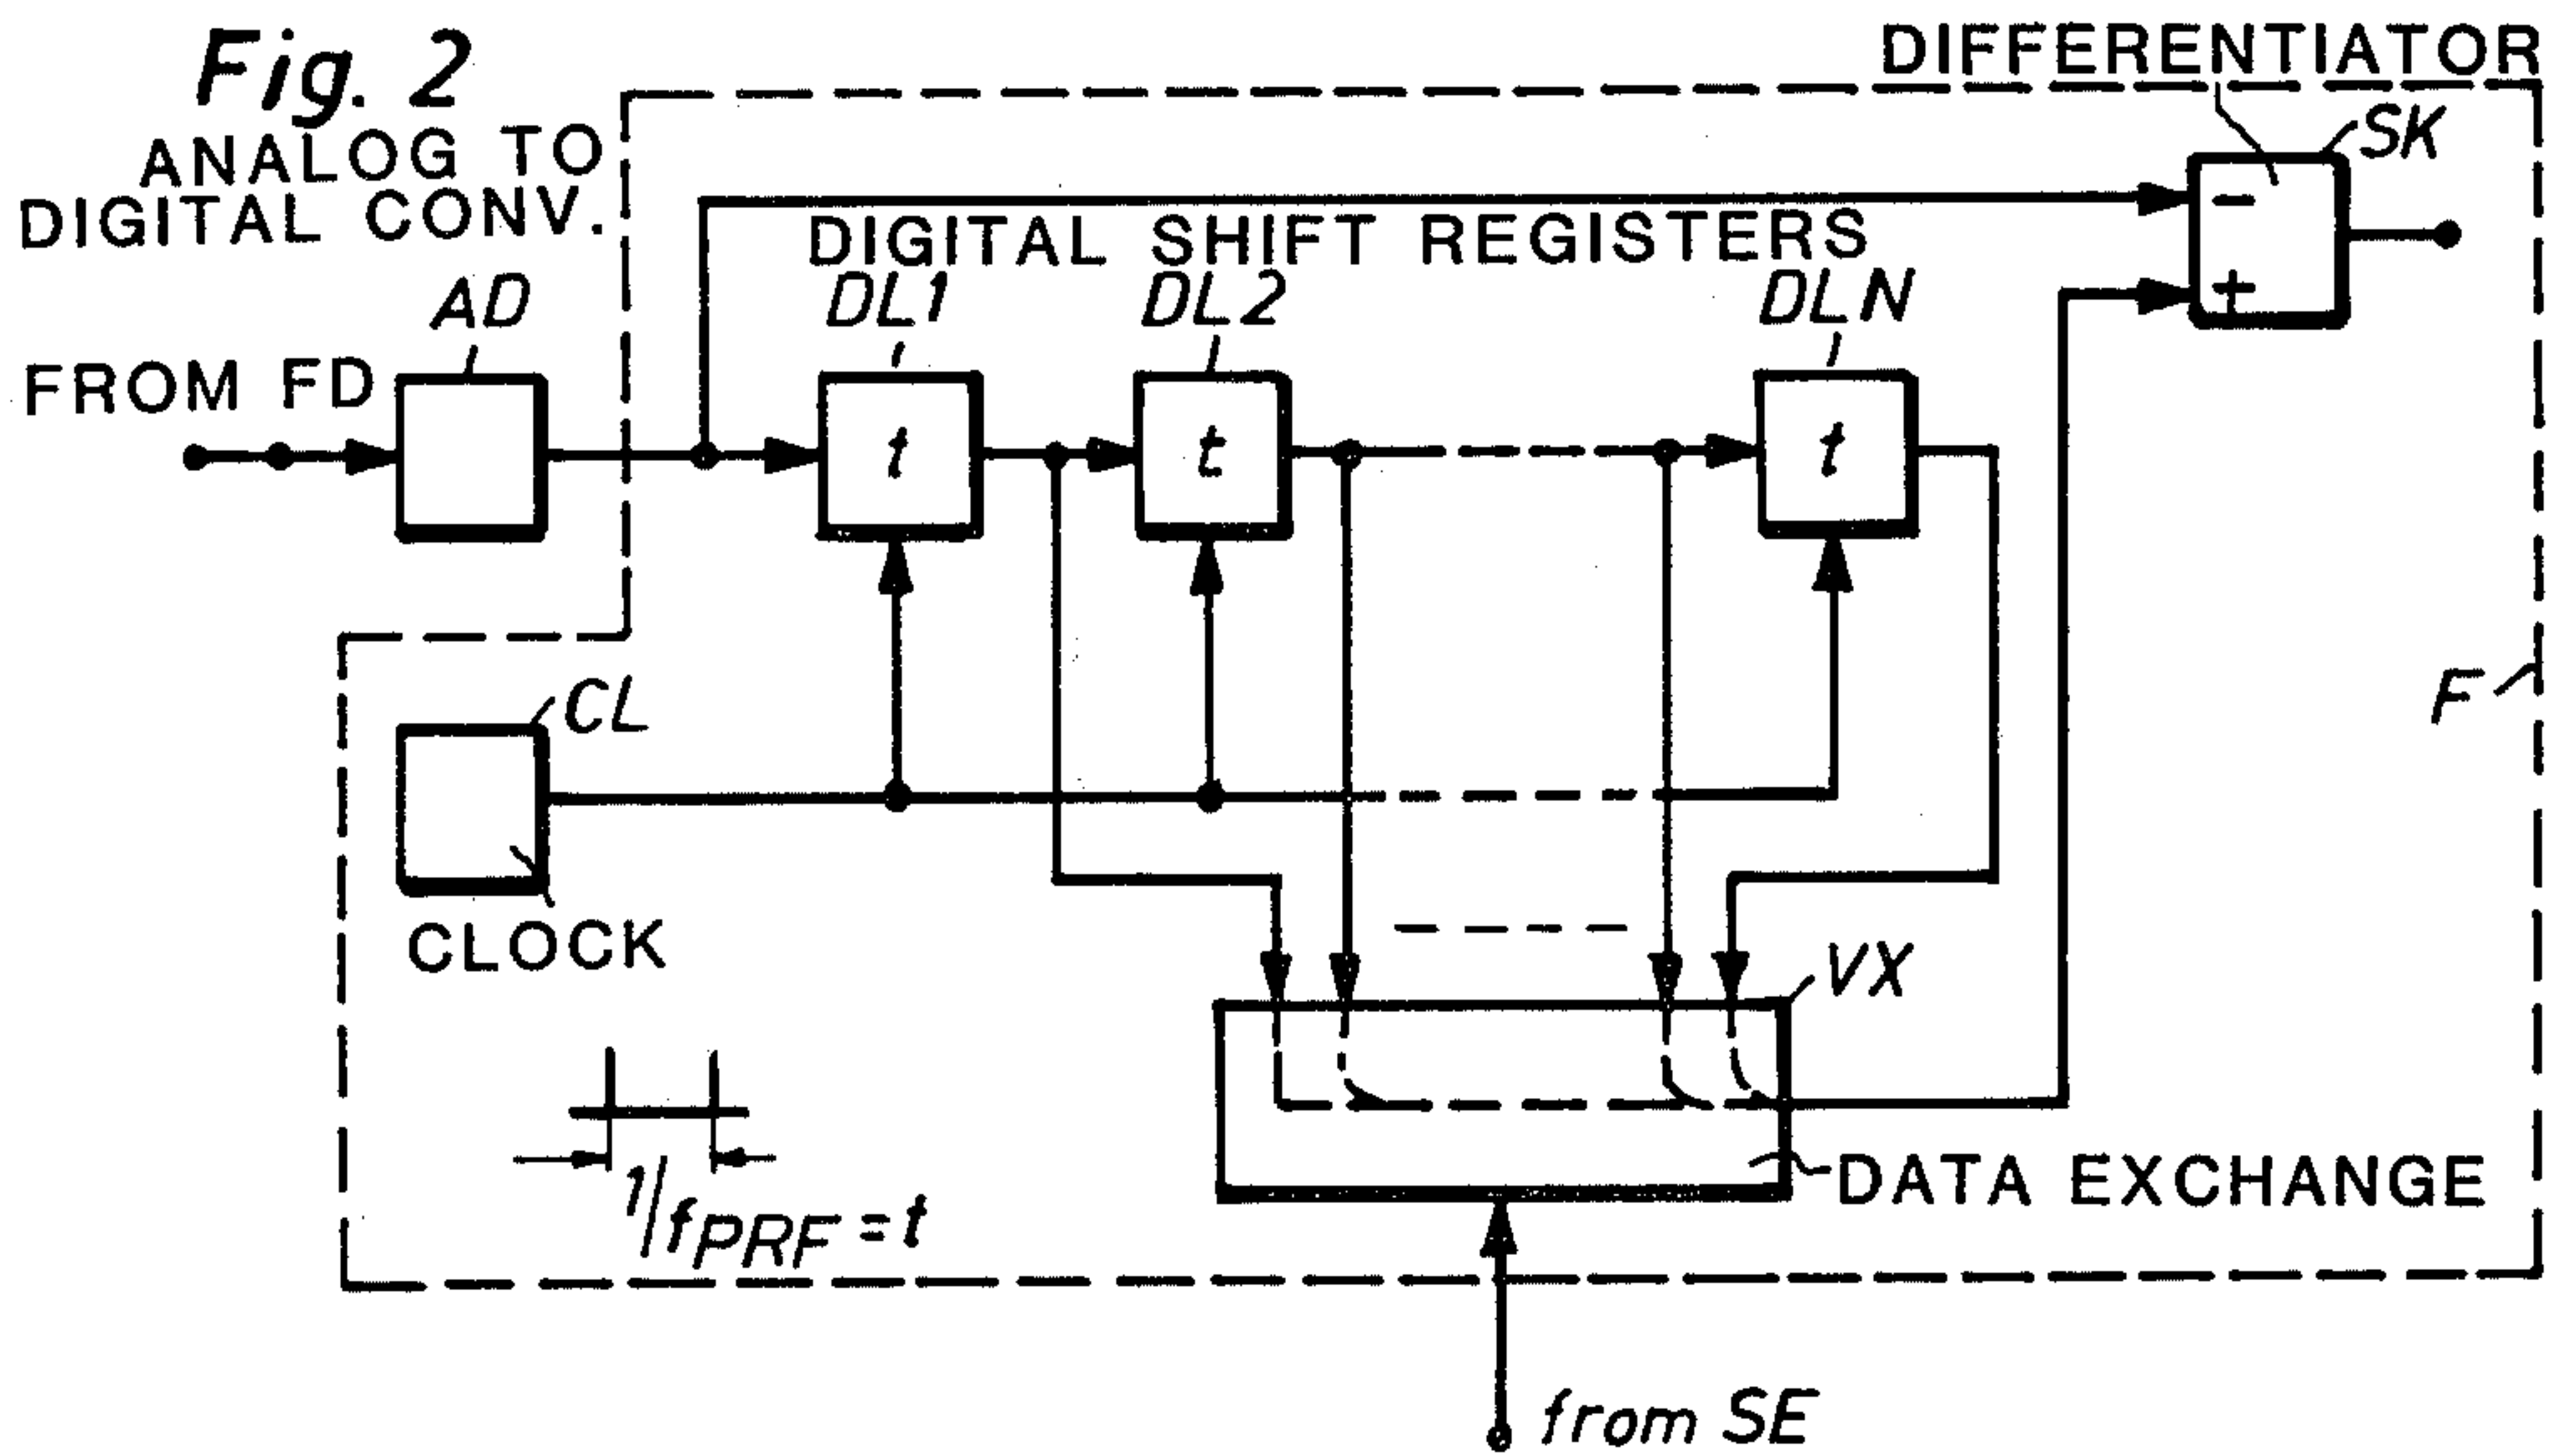 Fig. 2
DIFFERENTIATOR
SK
ANALOG TO
DIGITAL CONV.
-
+
DIGITAL SHIFT REGISTERS
AD
DL1
DL2
DLN
FROM FD
t
t
t
CL
F
CLOCK
VX
1/fPRF = t
DATA EXCHANGE
from SE